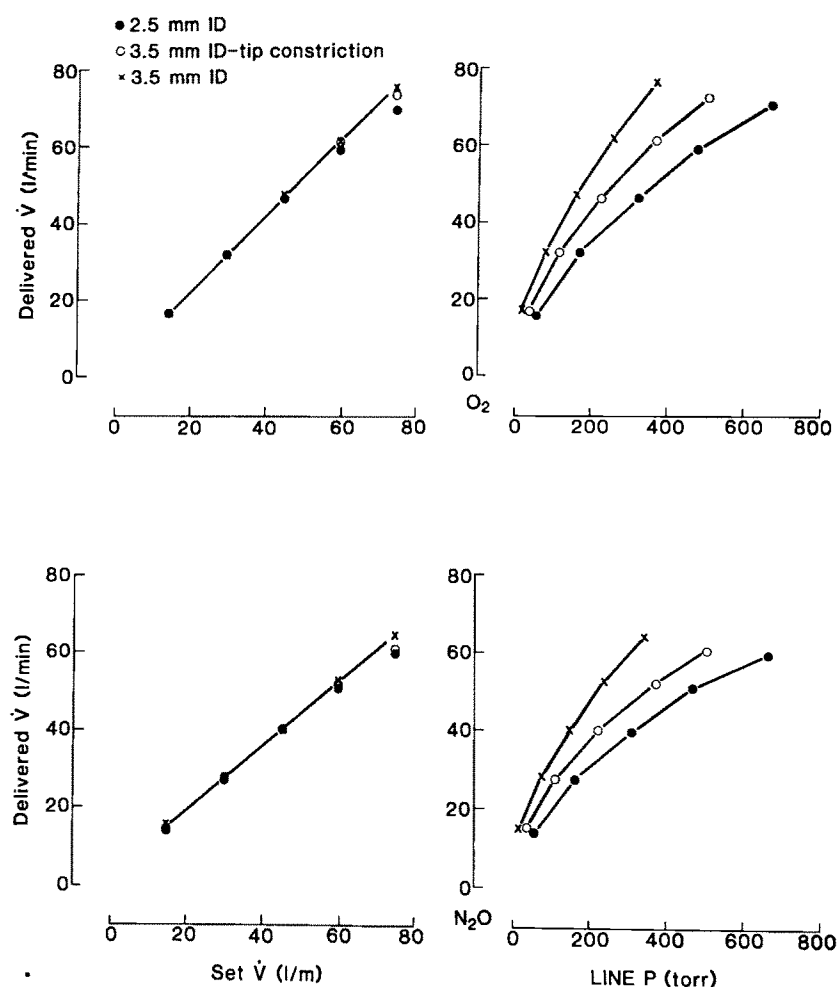 ● 2.5 mm ID
○ 3.5 mm ID-tip constriction
× 3.5 mm ID
80
60
40
20
0
Delivered V̇ (l/min)
0 20 40 60 80
80
60
40
20
0
O₂
0 200 400 600 800
80
60
40
20
0
Delivered V̇ (l/min)
0 20 40 60 80
Set V̇ (l/m)
80
60
40
20
0
N₂O
0 200 400 600 800
LINE P (torr)